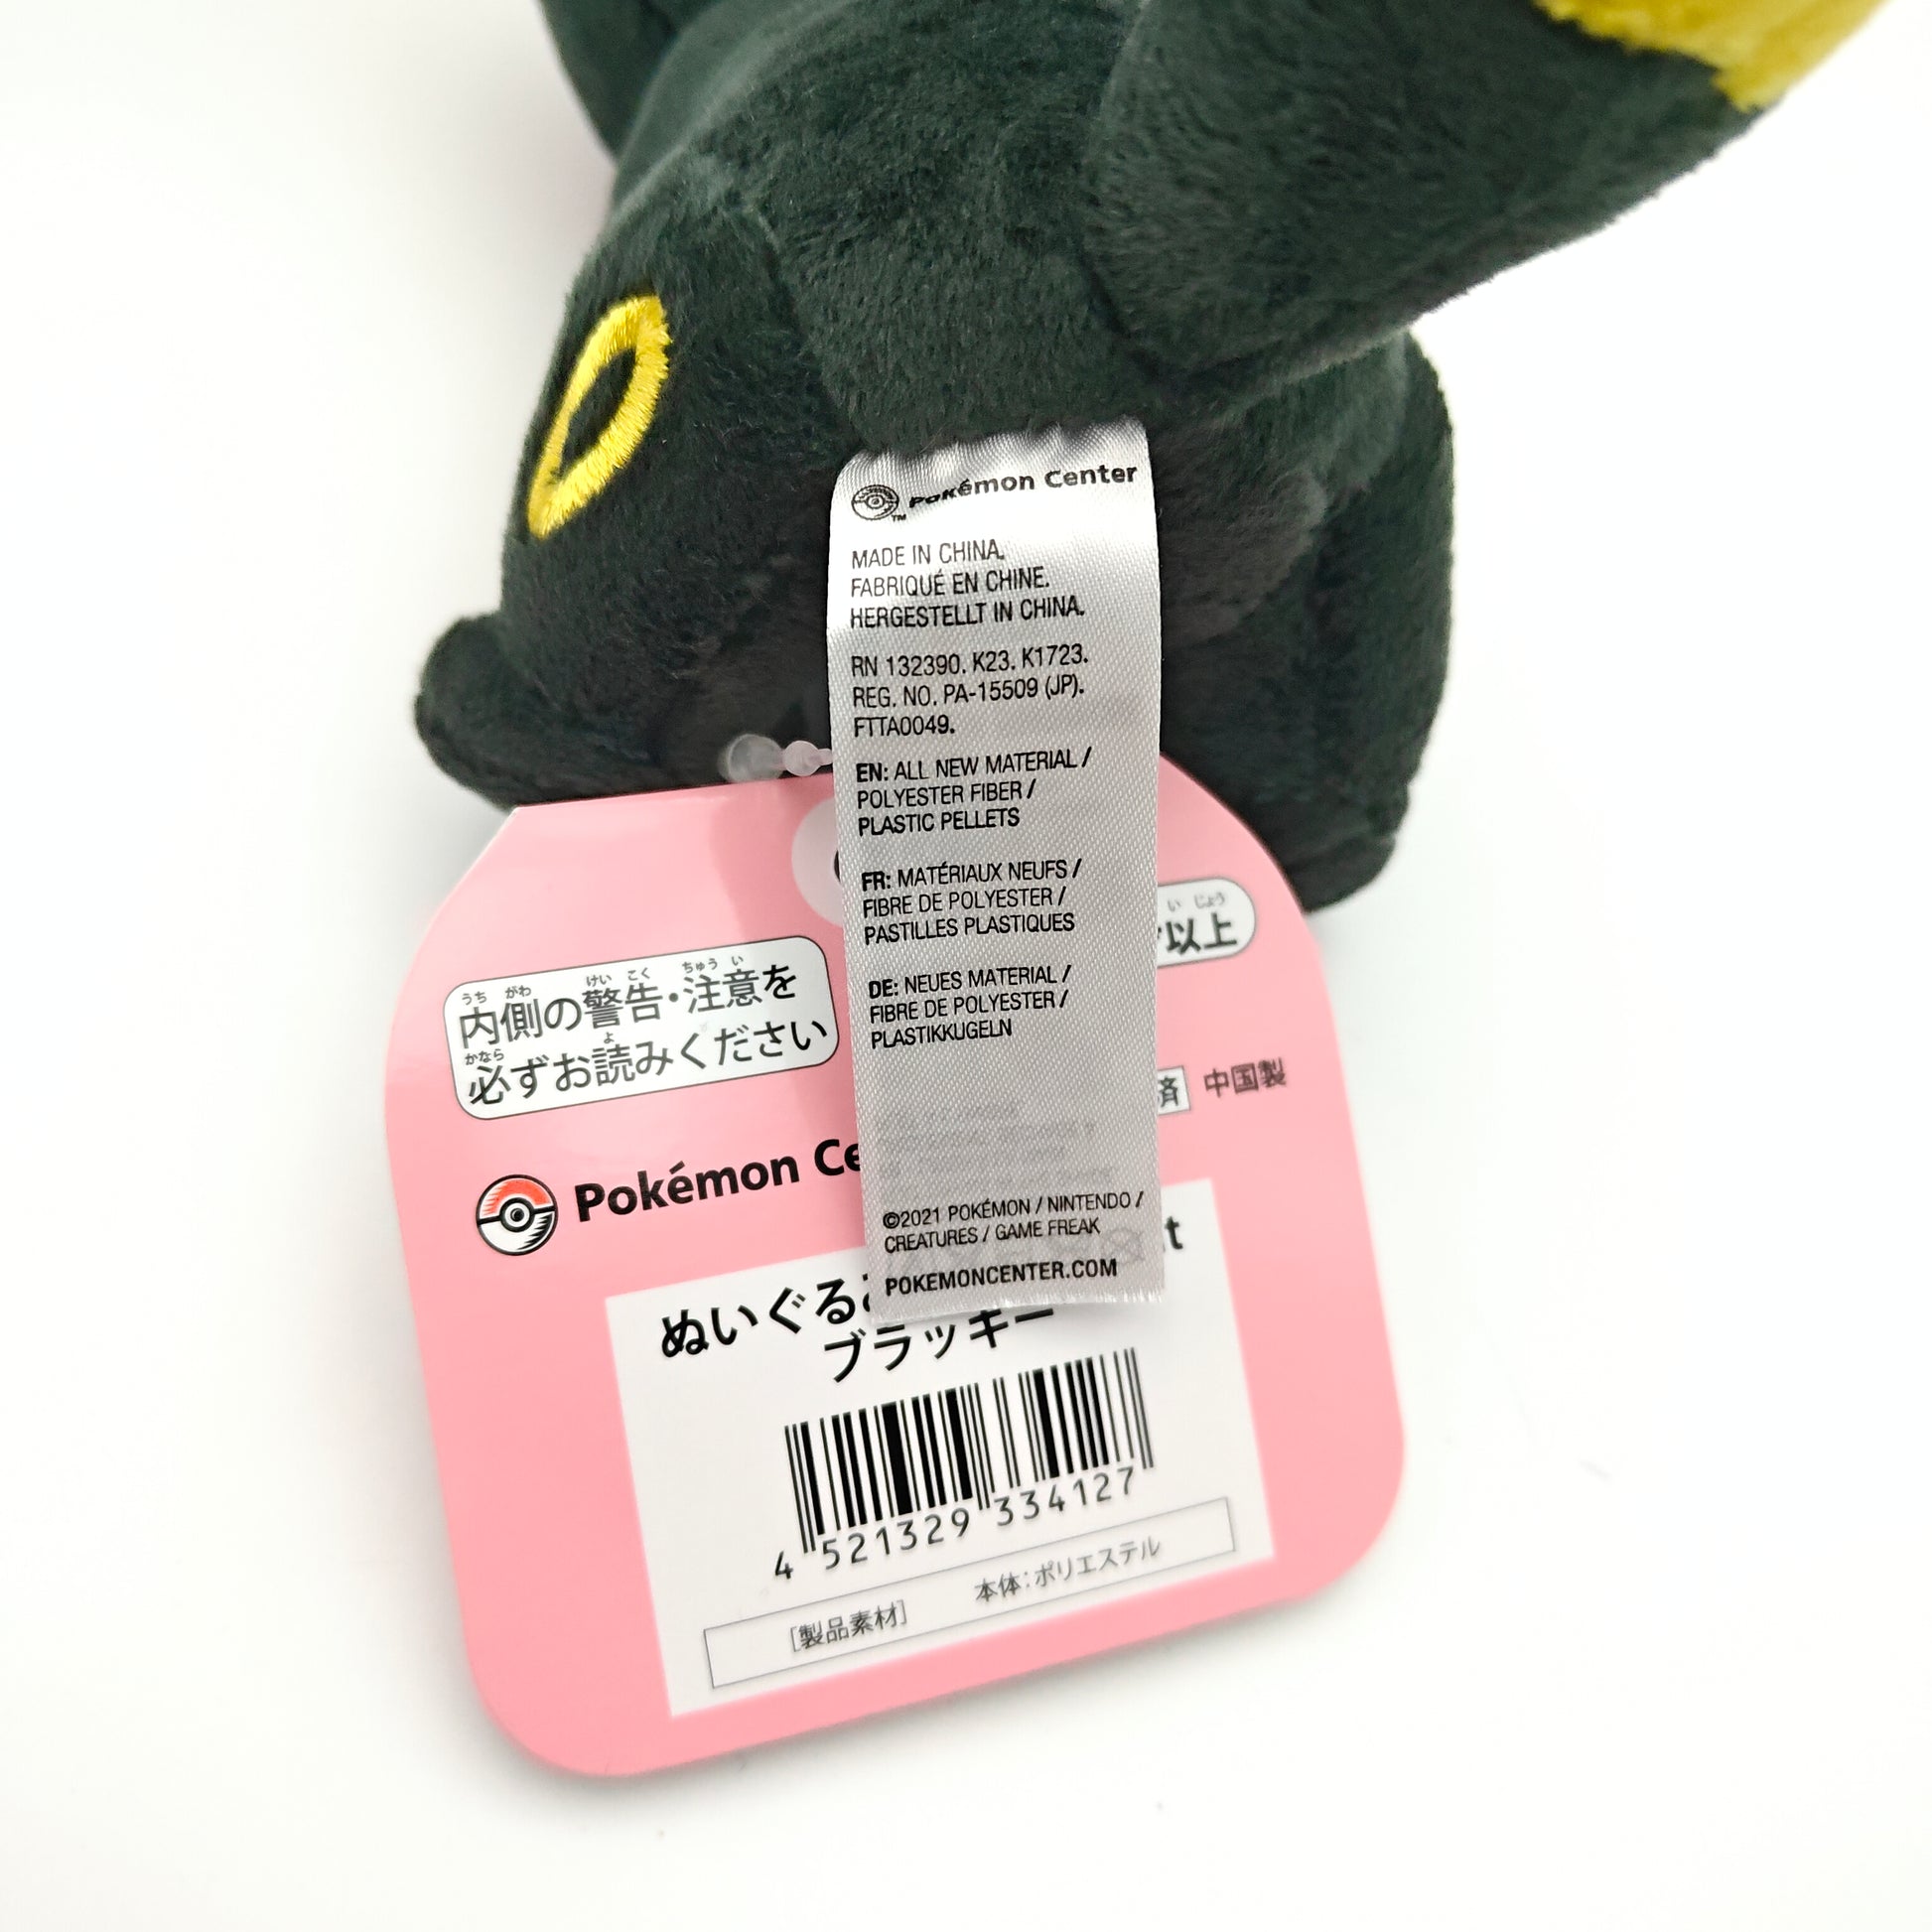 Pokémon Center
TM
MADE IN CHINA.
FABRIQUÉ EN CHINE.
HERGESTELLT IN CHINA.
RN 132390. K23. K1723.
REG. NO. PA-15509 (JP).
FTTA0049.
EN: ALL NEW MATERIAL /
POLYESTER FIBER /
PLASTIC PELLETS
FR: MATÉRIAUX NEUFS /
FIBRE DE POLYESTER /
PASTILLES PLASTIQUES
DE: NEUES MATERIAL /
FIBRE DE POLYESTER /
PLASTIKKUGELN
©2021 POKÉMON / NINTENDO /
CREATURES / GAME FREAK
POKEMONCENTER.COM
以上
内側の警告・注意を
必ずお読みください
済 中国製
Pokémon Ce
ぬいぐる t
ブラッキー
4 521329 334127
[製品素材] 本体:ポリエステル